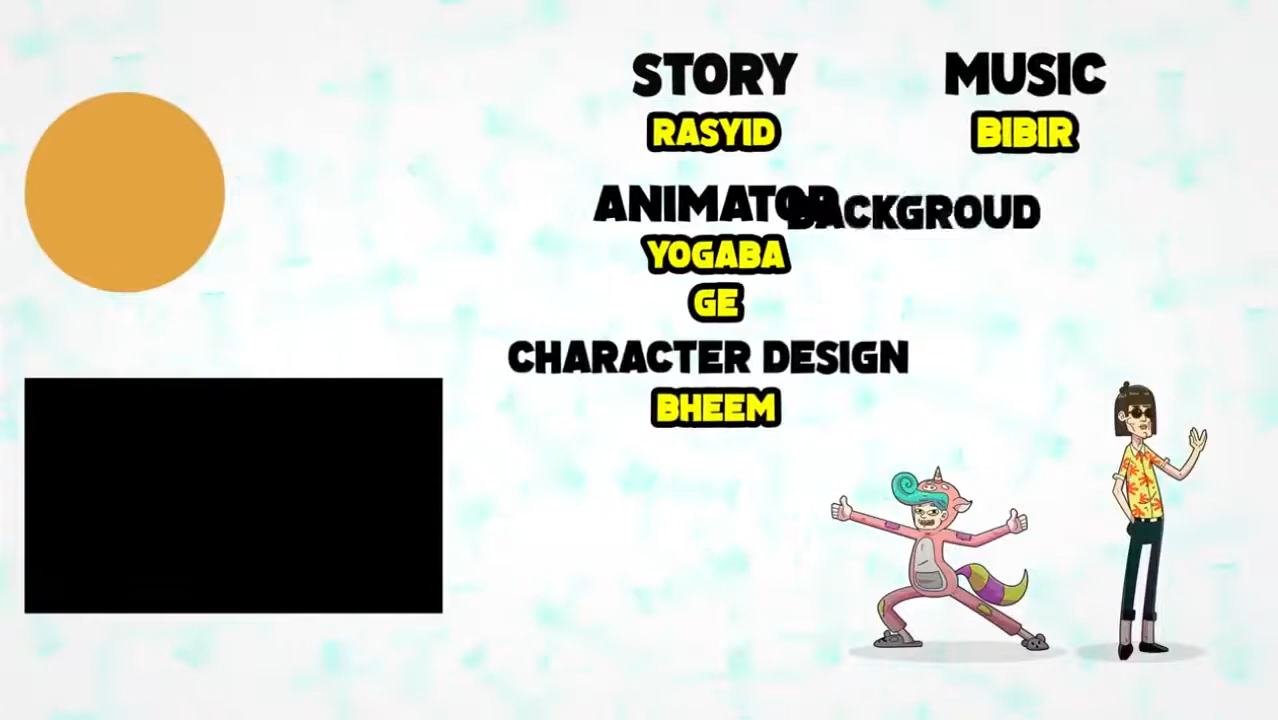 STORY
RASYID
MUSIC
BIBIR
ANIMATOR
BACKGROUD
YOGABA
GE
CHARACTER DESIGN
BHEEM